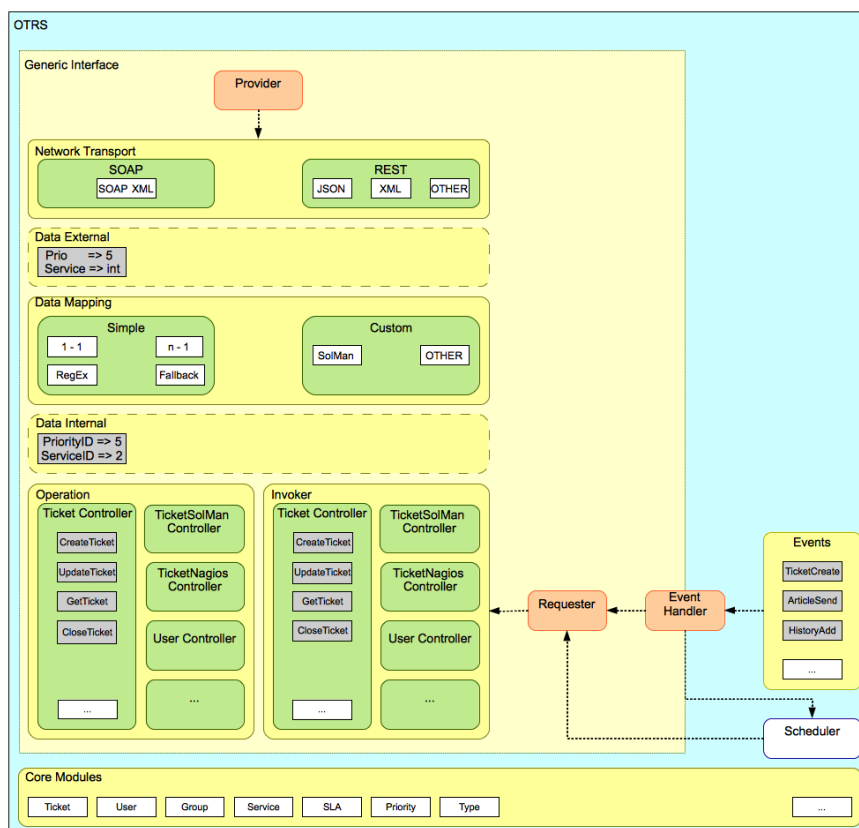 OTRS
Generic Interface
Provider
Network Transport
SOAP
SOAP XML
REST
JSON
XML
OTHER
Data External
Prio => 5
Service => int
Data Mapping
Simple
1 - 1
n - 1
RegEx
Fallback
Custom
SolMan
OTHER
Data Internal
PriorityID => 5
ServiceID => 2
Operation
Ticket Controller
CreateTicket
UpdateTicket
GetTicket
CloseTicket
...
TicketSolMan
Controller
TicketNagios
Controller
User Controller
...
Invoker
Ticket Controller
CreateTicket
UpdateTicket
GetTicket
CloseTicket
...
TicketSolMan
Controller
TicketNagios
Controller
User Controller
...
Requester
Event
Handler
Events
TicketCreate
ArticleSend
HistoryAdd
...
Scheduler
Core Modules
Ticket
User
Group
Service
SLA
Priority
Type
...